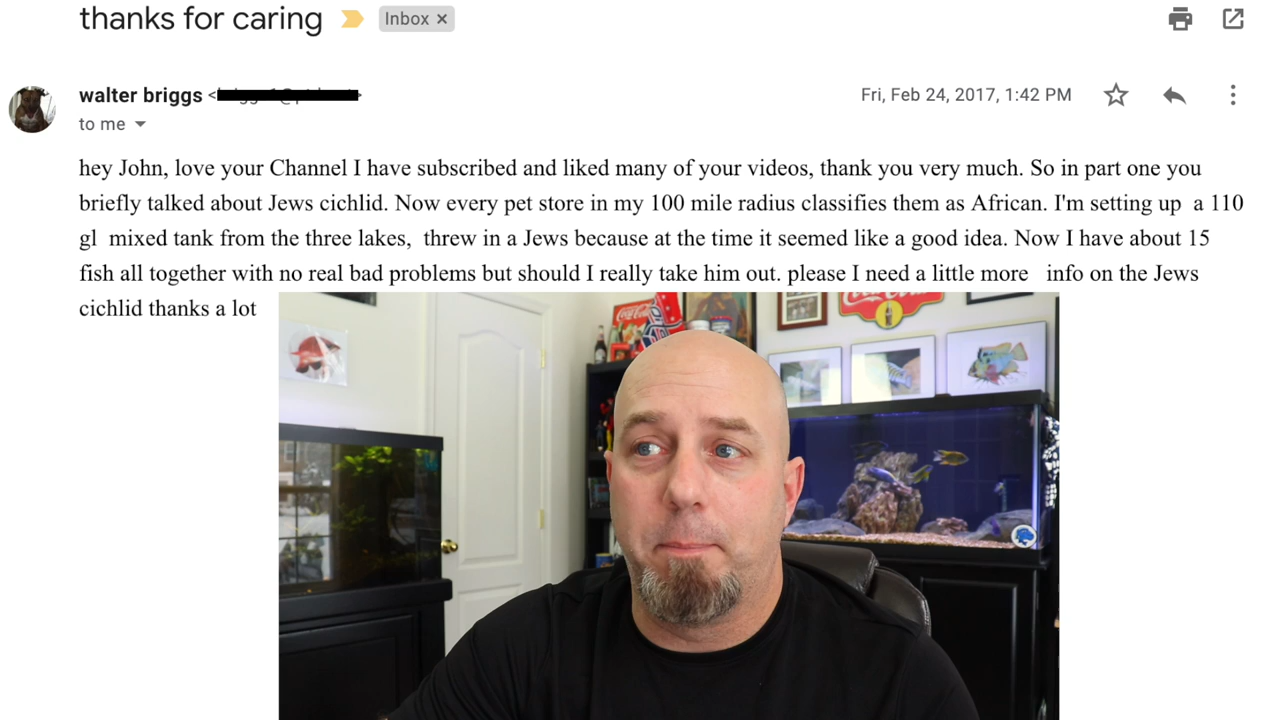 thanks for caring
Inbox ×
walter briggs
Fri, Feb 24, 2017, 1:42 PM
to me
hey John, love your Channel I have subscribed and liked many of your videos, thank you very much. So in part one you
briefly talked about Jews cichlid. Now every pet store in my 100 mile radius classifies them as African. I'm setting up  a 110
gl  mixed tank from the three lakes,  threw in a Jews because at the time it seemed like a good idea. Now I have about 15
fish all together with no real bad problems but should I really take him out. please I need a little more   info on the Jews
cichlid thanks a lot
Coca-Cola
Coca-Cola